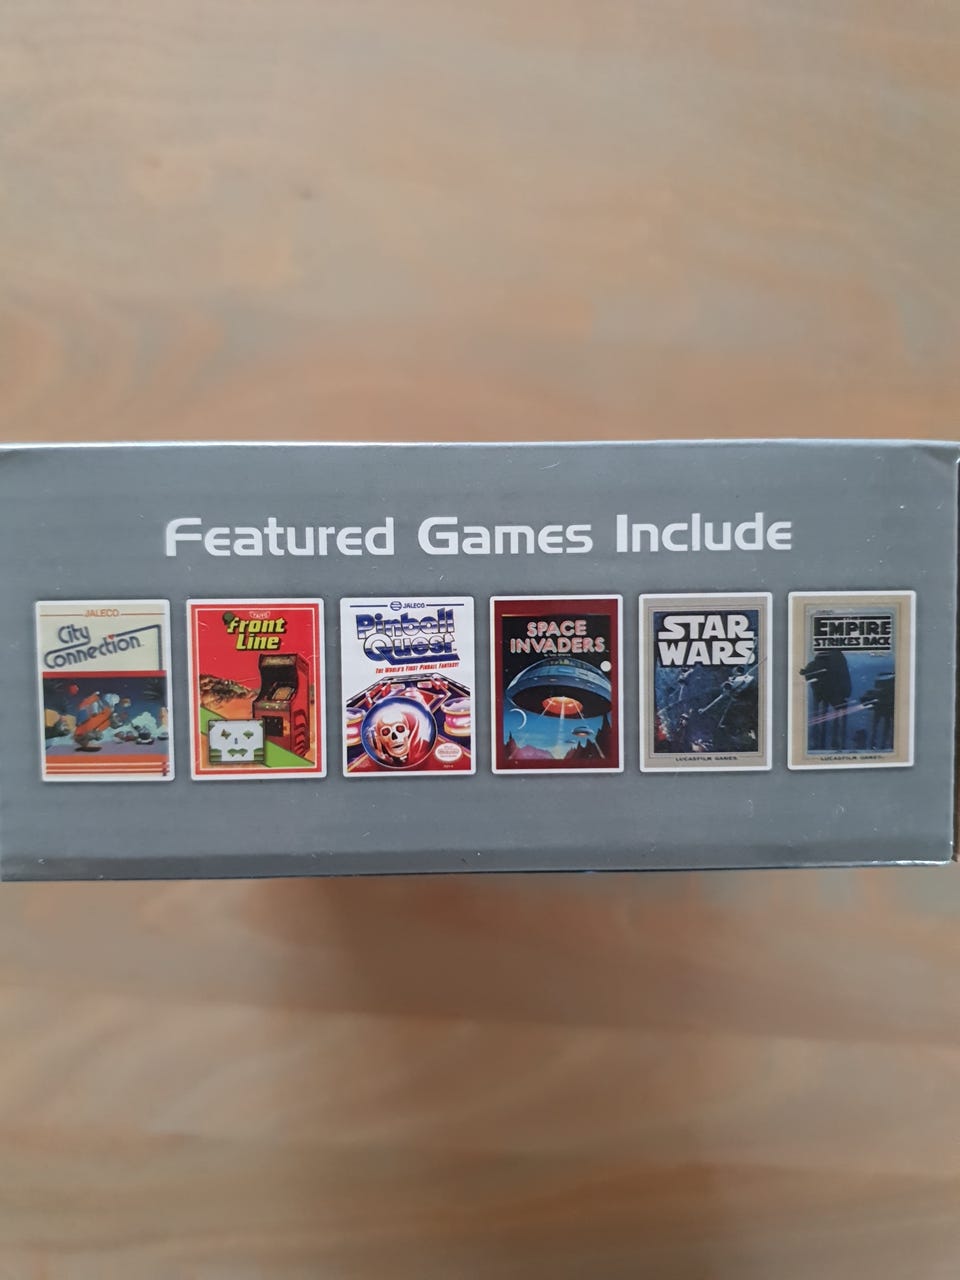 Featured Games Include
JALECO
City
Connection
Front
Line
JALECO
Pinball
Quest
THE WORLD'S FIRST PINBALL FANTASY!
SPACE
INVADERS
STAR
WARS
LUCASFILM GAMES
EMPIRE
STRIKES BACK
LUCASFILM GAMES